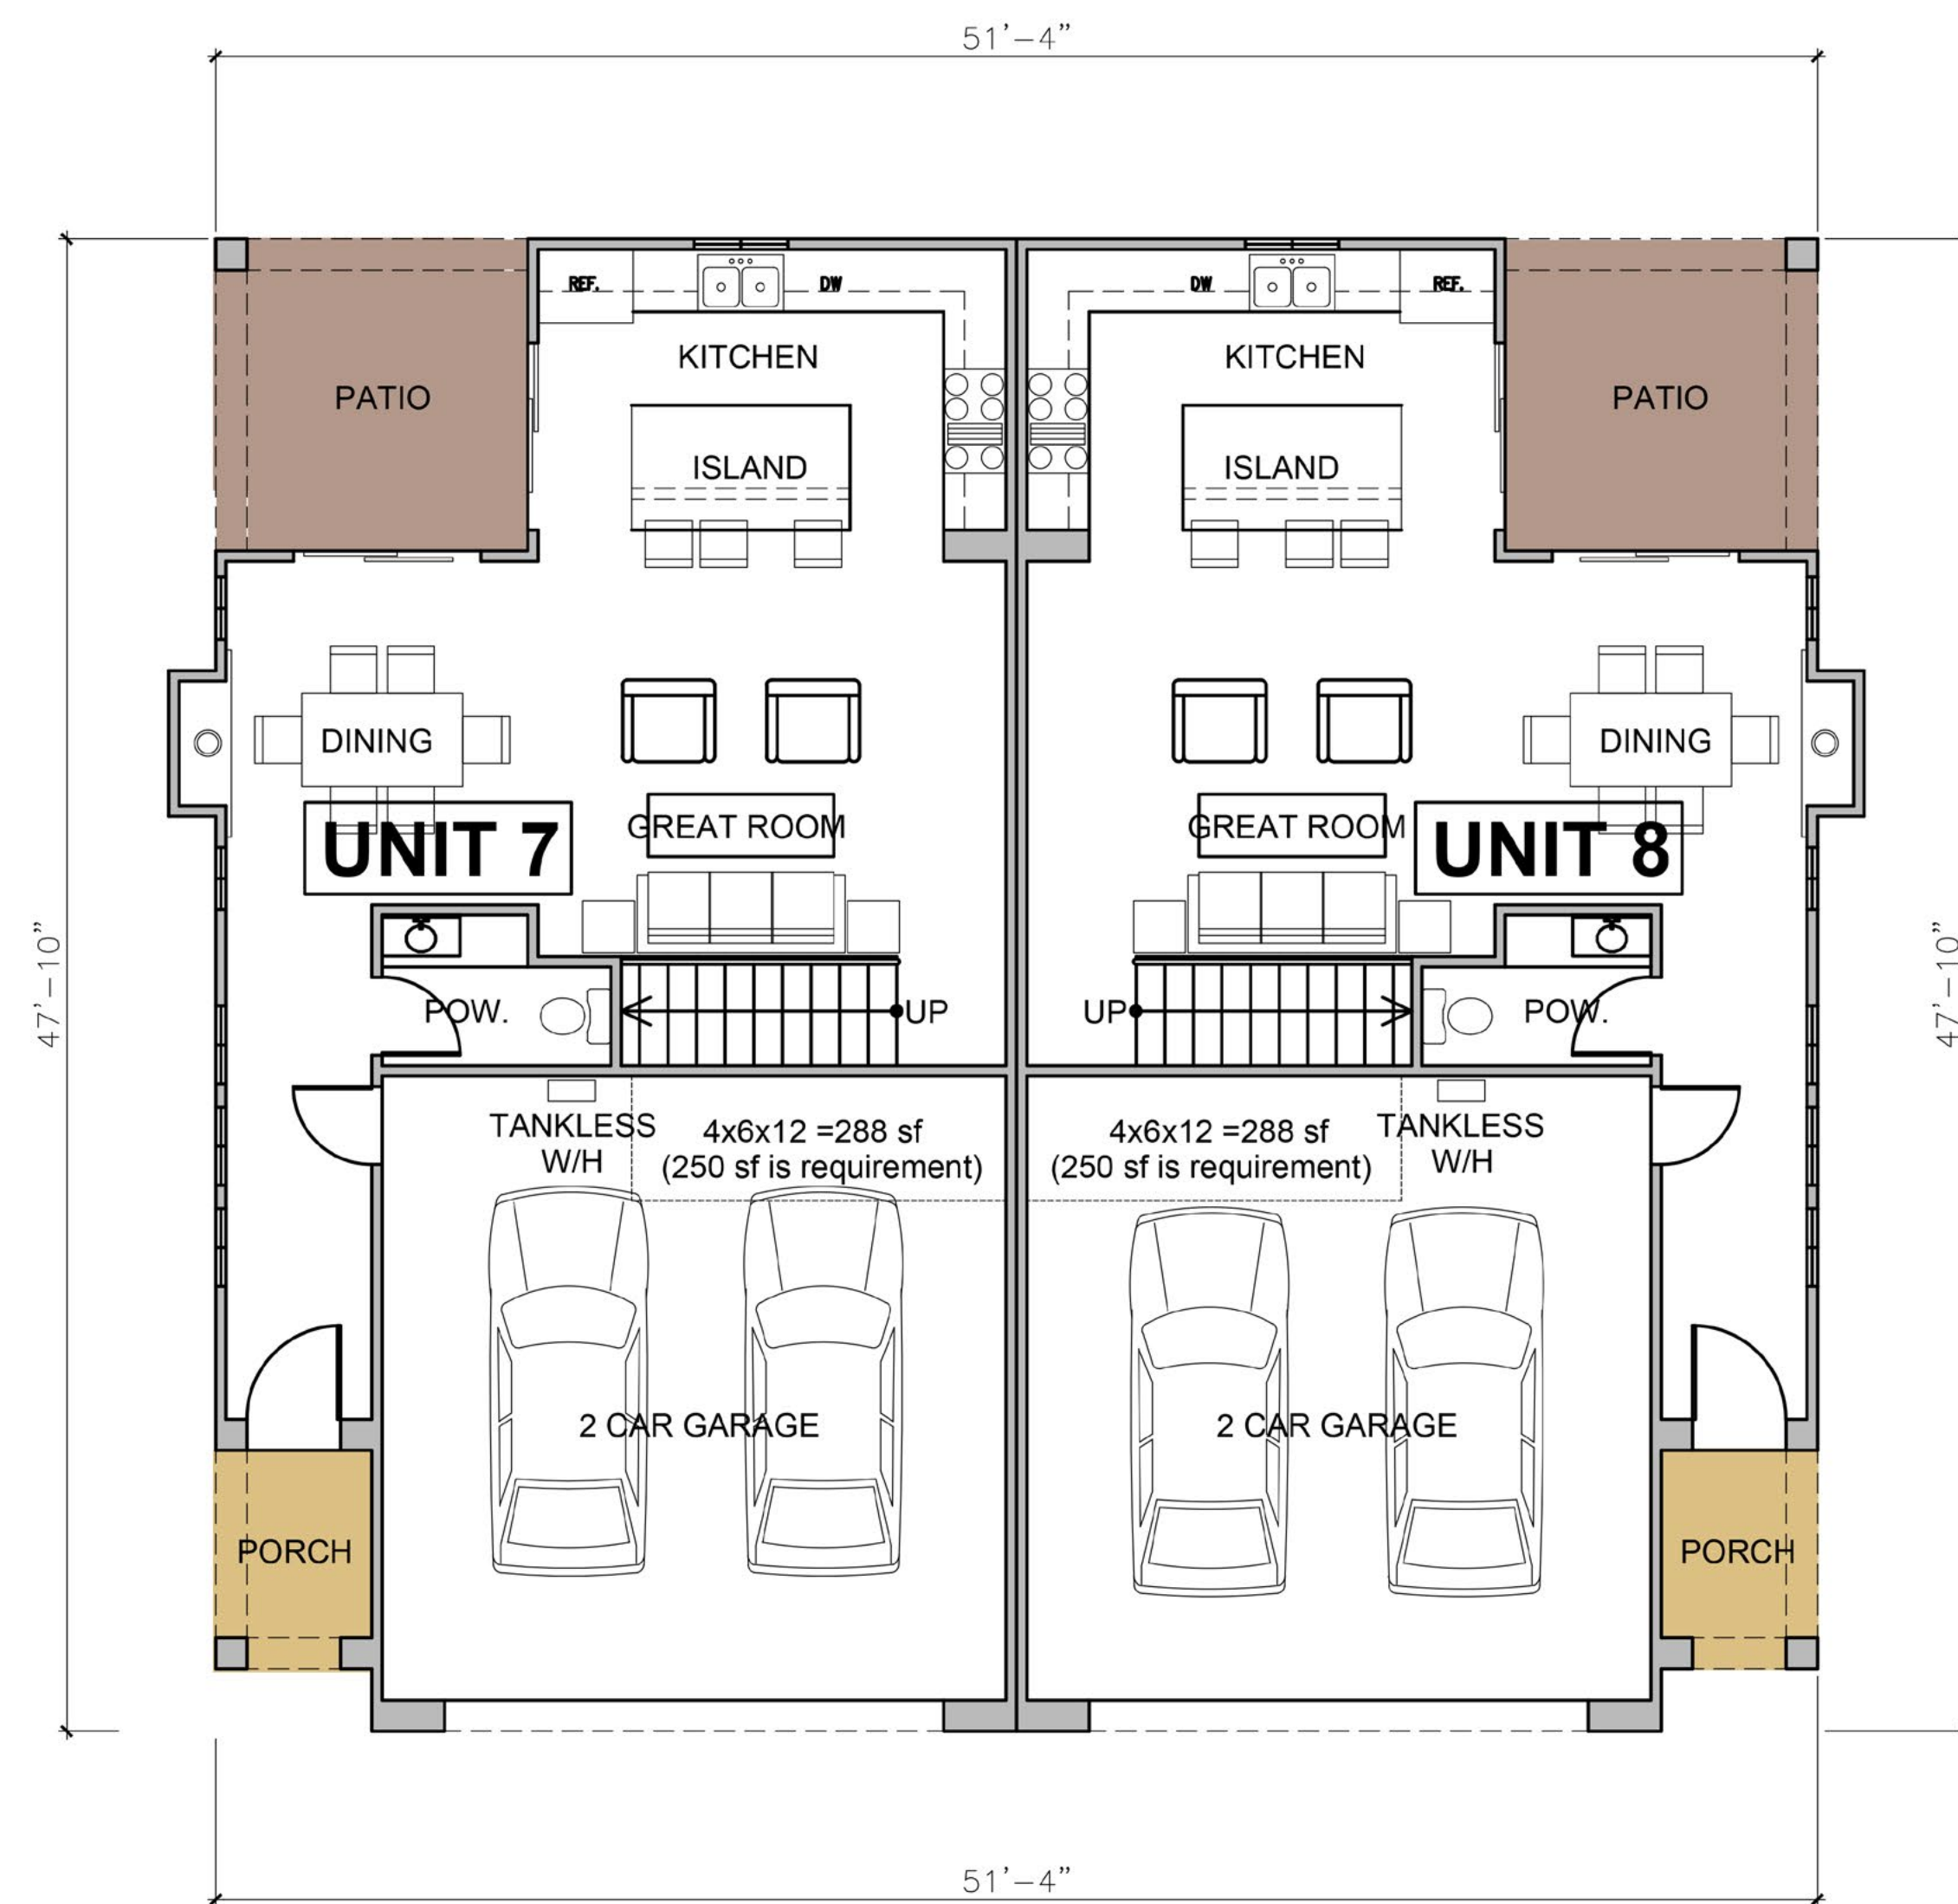 51'-4"
REF.
DW
DW
REF.
KITCHEN
KITCHEN
PATIO
PATIO
ISLAND
ISLAND
DINING
DINING
GREAT ROOM
GREAT ROOM
UNIT 7
UNIT 8
47'-10"
47'-10"
POW.
UP
UP
POW.
TANKLESS
W/H
4x6x12 =288 sf
(250 sf is requirement)
4x6x12 =288 sf
(250 sf is requirement)
TANKLESS
W/H
2 CAR GARAGE
2 CAR GARAGE
PORCH
PORCH
51'-4"